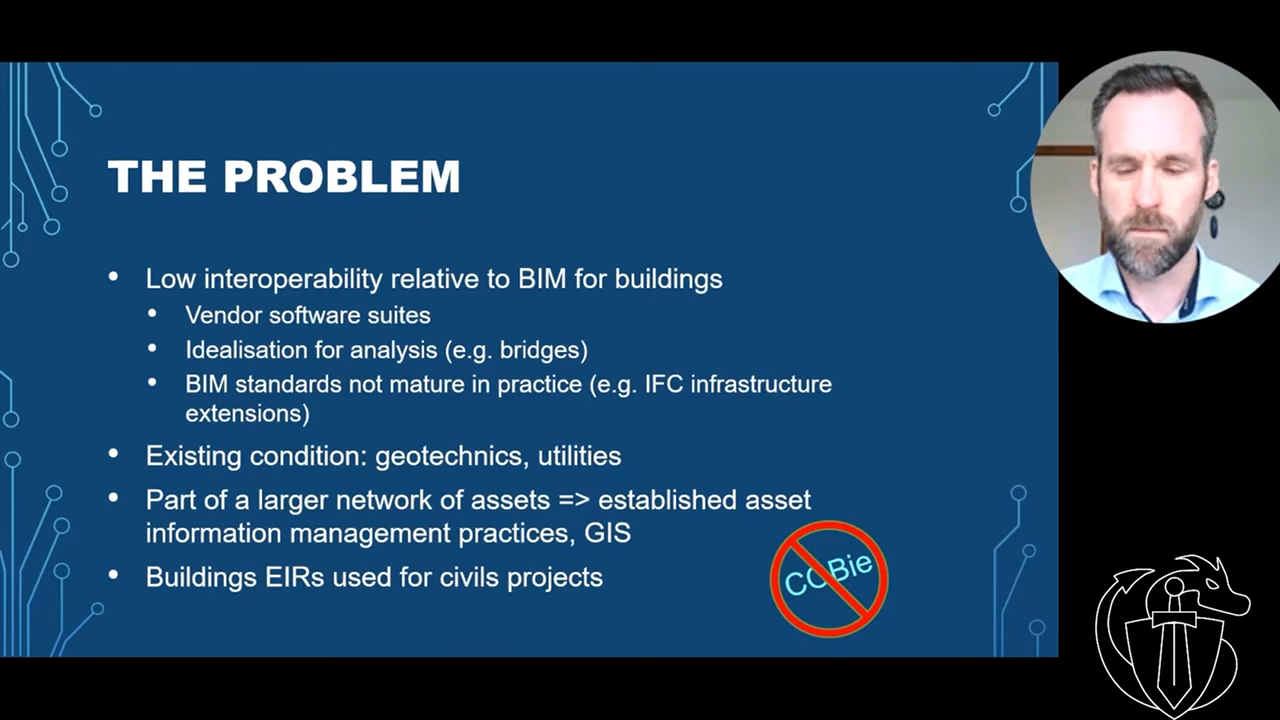 THE PROBLEM
• Low interoperability relative to BIM for buildings
• Vendor software suites
• Idealisation for analysis (e.g. bridges)
• BIM standards not mature in practice (e.g. IFC infrastructure
extensions)
• Existing condition: geotechnics, utilities
• Part of a larger network of assets => established asset
information management practices, GIS
• Buildings EIRs used for civils projects
COBie